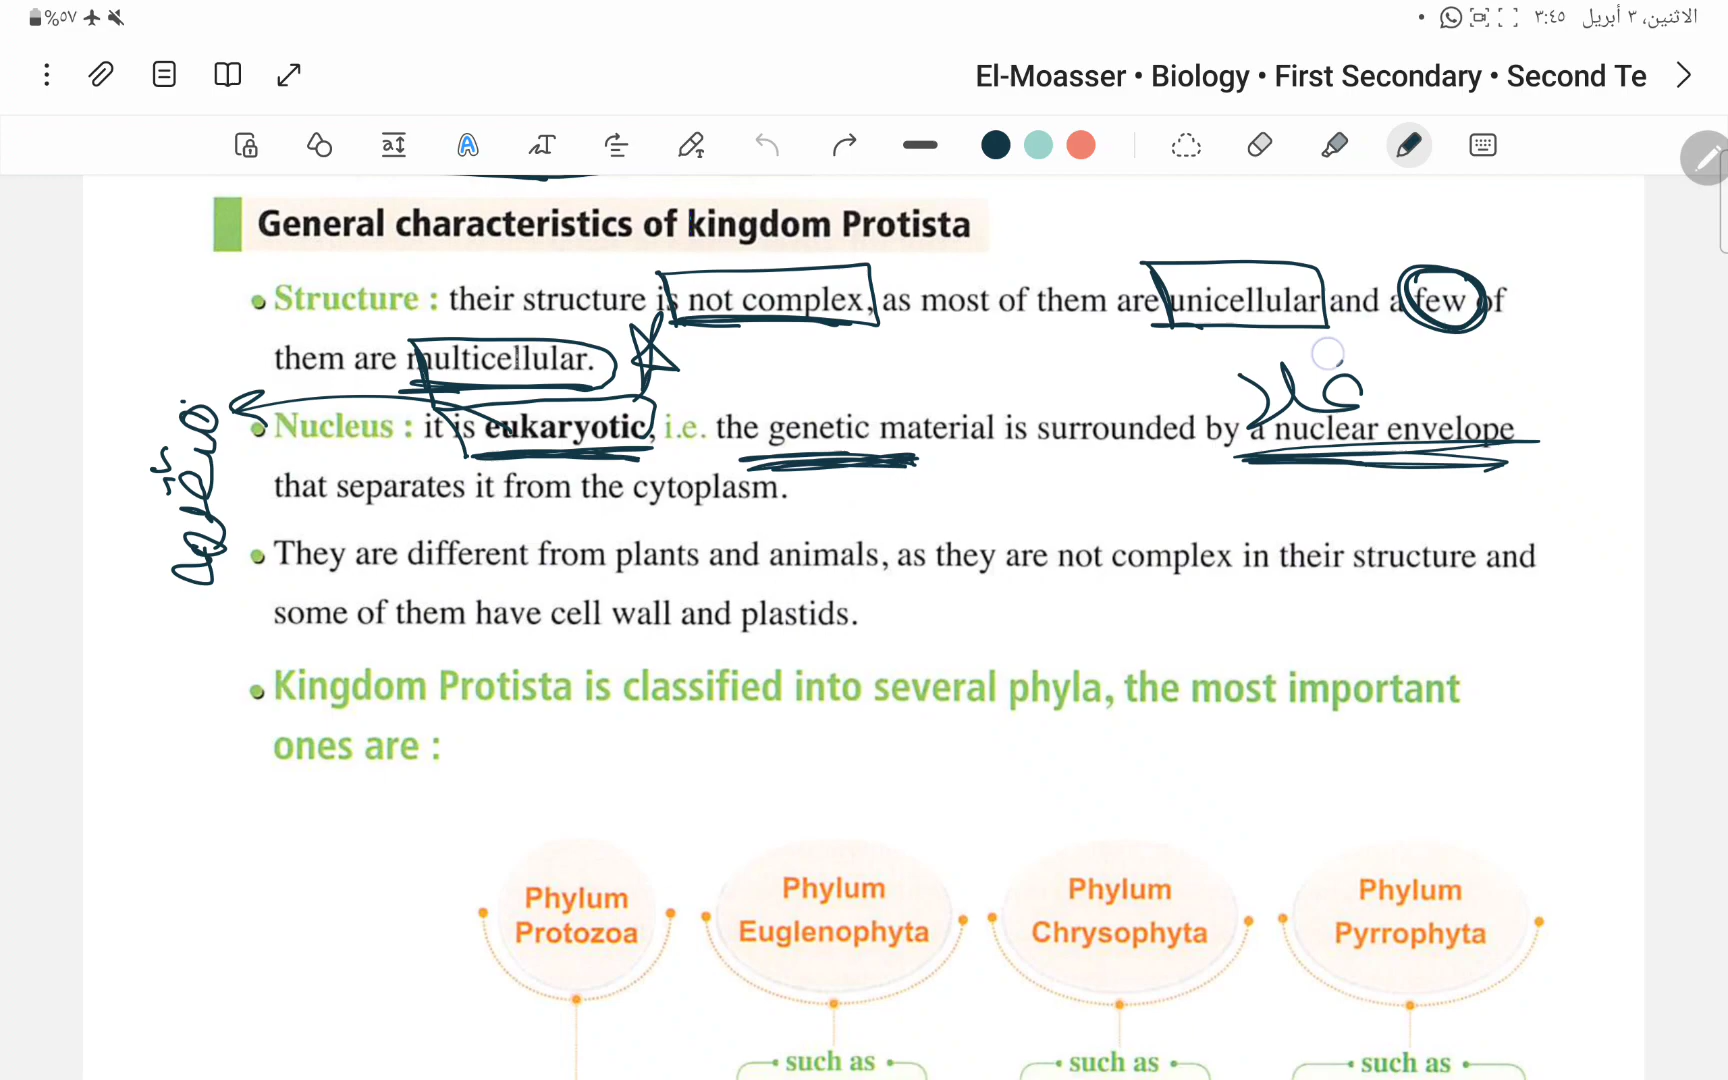 %٥٧
الاثنين، ٣ أبريل ٣:٤٥
El-Moasser • Biology • First Secondary • Second Te
General characteristics of kingdom Protista
• Structure : their structure is not complex, as most of them are unicellular and a few of
them are multicellular.
• Nucleus : it is eukaryotic, i.e. the genetic material is surrounded by a nuclear envelope
that separates it from the cytoplasm.
• They are different from plants and animals, as they are not complex in their structure and
some of them have cell wall and plastids.
• Kingdom Protista is classified into several phyla, the most important
ones are :
Phylum
Protozoa
Phylum
Euglenophyta
Phylum
Chrysophyta
Phylum
Pyrrophyta
such as
such as
such as